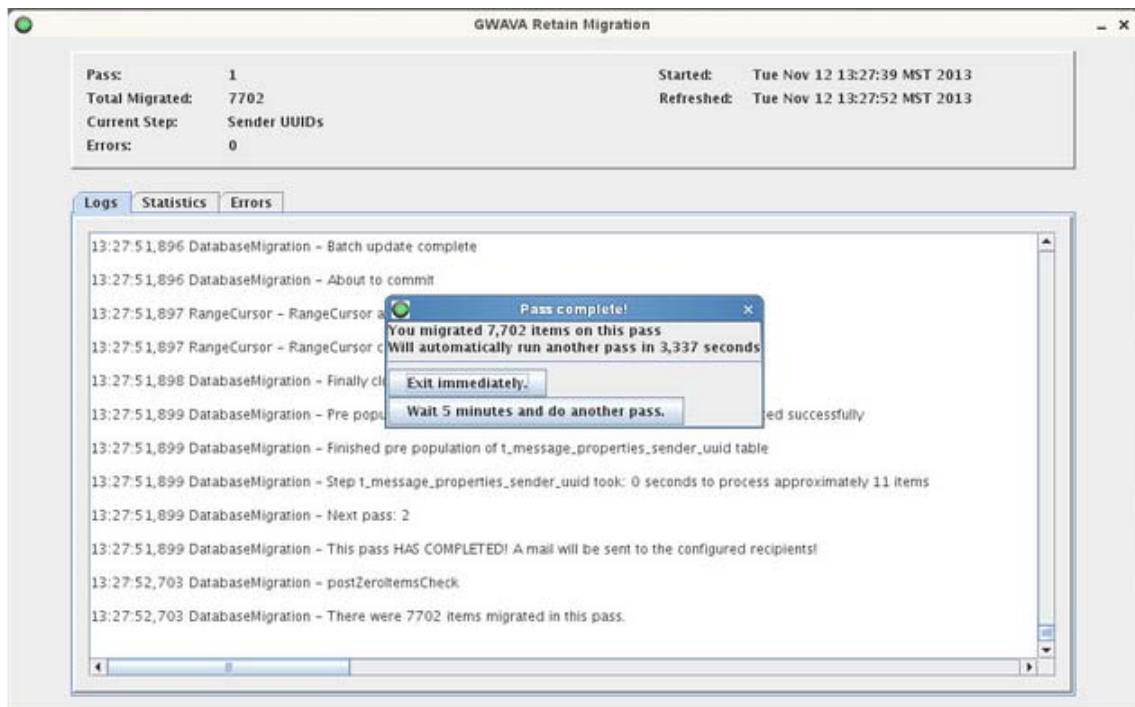 GWAVA Retain Migration
Pass: 1
Started: Tue Nov 12 13:27:39 MST 2013
Total Migrated: 7702
Refreshed: Tue Nov 12 13:27:52 MST 2013
Current Step: Sender UUIDs
Errors: 0
Logs Statistics Errors
13:27:51,896 DatabaseMigration – Batch update complete
13:27:51,896 DatabaseMigration – About to commit
13:27:51,897 RangeCursor – RangeCursor a
13:27:51,897 RangeCursor – RangeCursor c
13:27:51,898 DatabaseMigration – Finally cl
13:27:51,899 DatabaseMigration – Pre popu
ed successfully
Pass complete!
You migrated 7,702 items on this pass
Will automatically run another pass in 3,337 seconds
Exit immediately.
Wait 5 minutes and do another pass.
13:27:51,899 DatabaseMigration – Finished pre population of t_message_properties_sender_uuid table
13:27:51,899 DatabaseMigration – Step t_message_properties_sender_uuid took: 0 seconds to process approximately 11 items
13:27:51,899 DatabaseMigration – Next pass: 2
13:27:51,899 DatabaseMigration – This pass HAS COMPLETED! A mail will be sent to the configured recipients!
13:27:52,703 DatabaseMigration – postZeroItemsCheck
13:27:52,703 DatabaseMigration – There were 7702 items migrated in this pass.